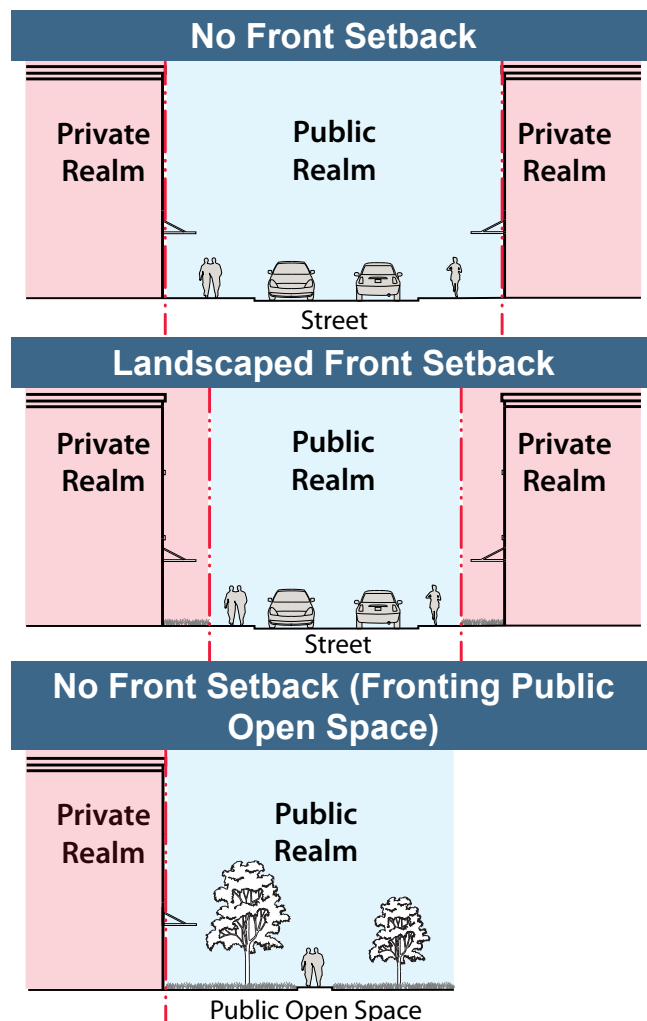 No Front Setback
Private
Realm
Public
Realm
Private
Realm
Street
Landscaped Front Setback
Private
Realm
Public
Realm
Private
Realm
Street
No Front Setback (Fronting Public
Open Space)
Private
Realm
Public
Realm
Public Open Space